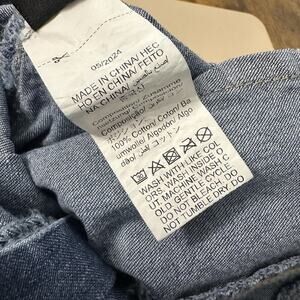 05/2024
MADE IN CHINA/HEC
HO EN CHINA/FEITO
NA CHINA/
100% Cotton/ Coton/ Ba
umwolle/ Algodón/ Algo
dão/
WASH WITH LIKE COL
ORS. WASH INSIDE O
UT. MACHINE WASH C
OLD, GENTLE CYCLE
DO NOT BLEACH
NOT TUMBLE DRY DO